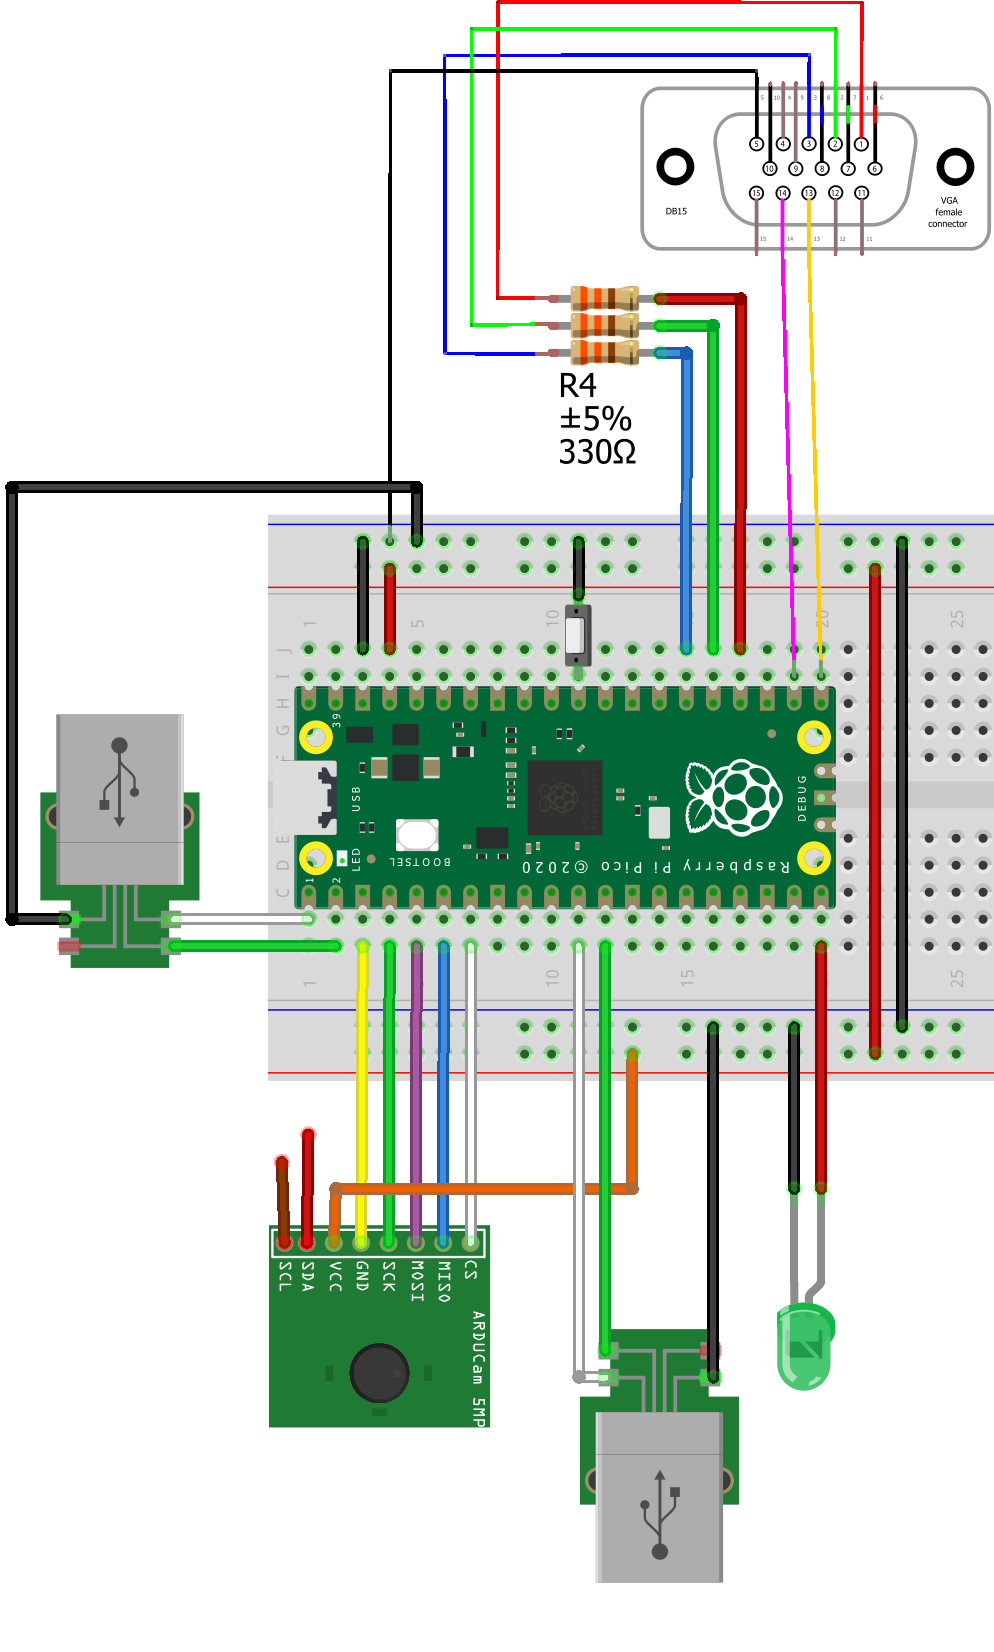 5 10 4 9 3 8 2 7 1 6
5 4 3 2 1
10 9 8 7 6
15 14 13 12 11
DB15
VGA
female
connector
15 14 13 12 11
R4
±5%
330Ω
1 5 10 20 25
J
I
H
G
F
39
USB
DEBUG
LED
BOOTSEL
Raspberry Pi Pico ©2020
E
D
C
1 2
1 10 15 25
SCL
SDA
VCC
GND
SCK
MOSI
MISO
CS
ARDUCam 5MP